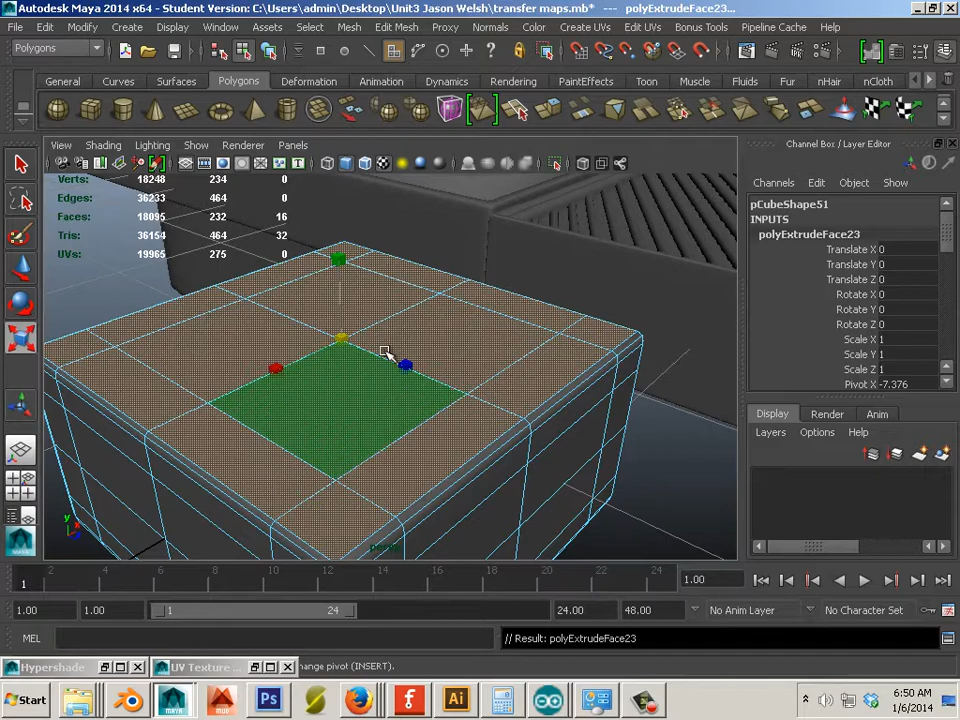 Autodesk Maya 2014 x64 - Student Version: C:\Users\admin\Desktop\Unit3 Jason Welsh\transfer maps.mb* --- polyExtrudeFace23...
File Edit Modify Create Display Window Assets Select Mesh Edit Mesh Proxy Normals Color Create UVs Edit UVs Bonus Tools Pipeline Cache Help
Polygons
General Curves Surfaces Polygons Deformation Animation Dynamics Rendering PaintEffects Toon Muscle Fluids Fur nHair nCloth
View Shading Lighting Show Renderer Panels
Channel Box / Layer Editor
Channels Edit Object Show
Verts: 18248 234 0
Edges: 36233 464 0
Faces: 18095 232 16
Tris: 36154 464 32
UVs: 19965 275 0
pCubeShape51
INPUTS
polyExtrudeFace23
Translate X 0
Translate Y 0
Translate Z 0
Rotate X 0
Rotate Y 0
Rotate Z 0
Scale X 1
Scale Y 1
Scale Z 1
Pivot X -7.376
Display Render Anim
Layers Options Help
y
x
persp
2 4 6 8 10 12 14 16 18 20 22 24
1
1.00
1.00 1.00 1 24 24.00 48.00 No Anim Layer No Character Set
MEL // Result: polyExtrudeFace23
Hypershade UV Texture ... nange pivot (INSERT).
Start MUD Ps f Ai
6:50 AM
1/6/2014